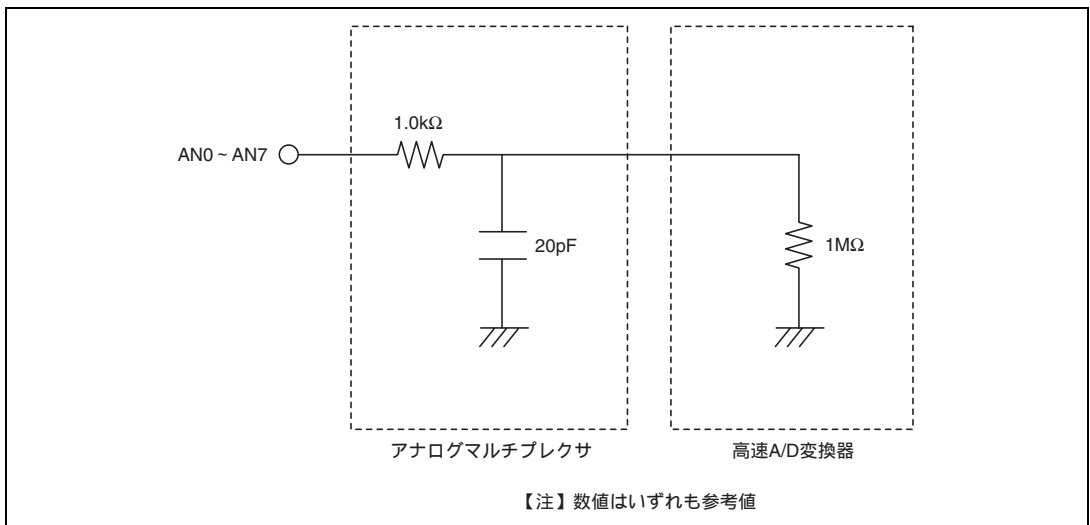 1.0kΩ
AN0 ~ AN7
20pF
1MΩ
アナログマルチプレクサ
高速A/D変換器
【注】数値はいずれも参考値